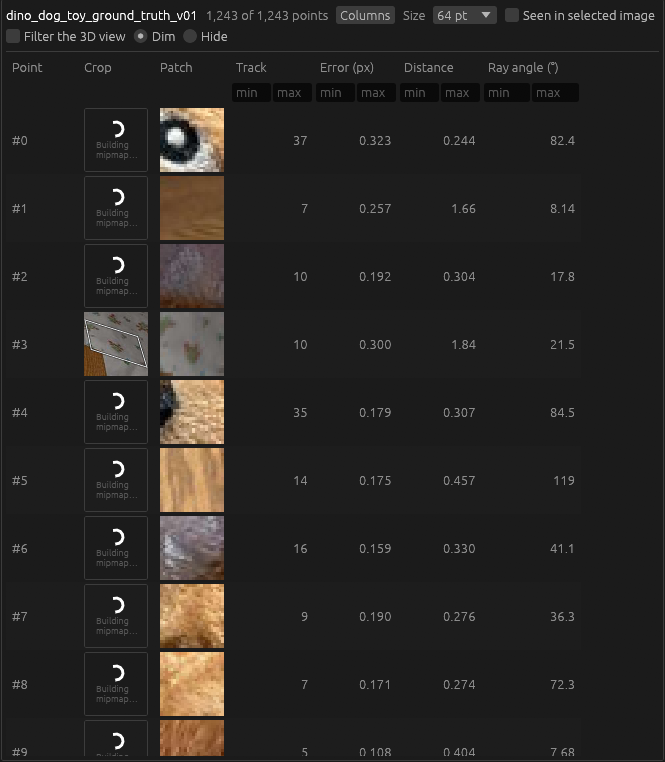 dino_dog_toy_ground_truth_v01 1,243 of 1,243 points Columns Size 64 pt Seen in selected image
Filter the 3D view Dim Hide
Point Crop Patch Track Error (px) Distance Ray angle (°)
min max min max min max min max
#0 Building mipmap... 37 0.323 0.244 82.4
#1 Building mipmap... 7 0.257 1.66 8.14
#2 Building mipmap... 10 0.192 0.304 17.8
#3 10 0.300 1.84 21.5
#4 Building mipmap... 35 0.179 0.307 84.5
#5 Building mipmap... 14 0.175 0.457 119
#6 Building mipmap... 16 0.159 0.330 41.1
#7 Building mipmap... 9 0.190 0.276 36.3
#8 Building mipmap... 7 0.171 0.274 72.3
#9 Building 5 0.108 0.404 7.68